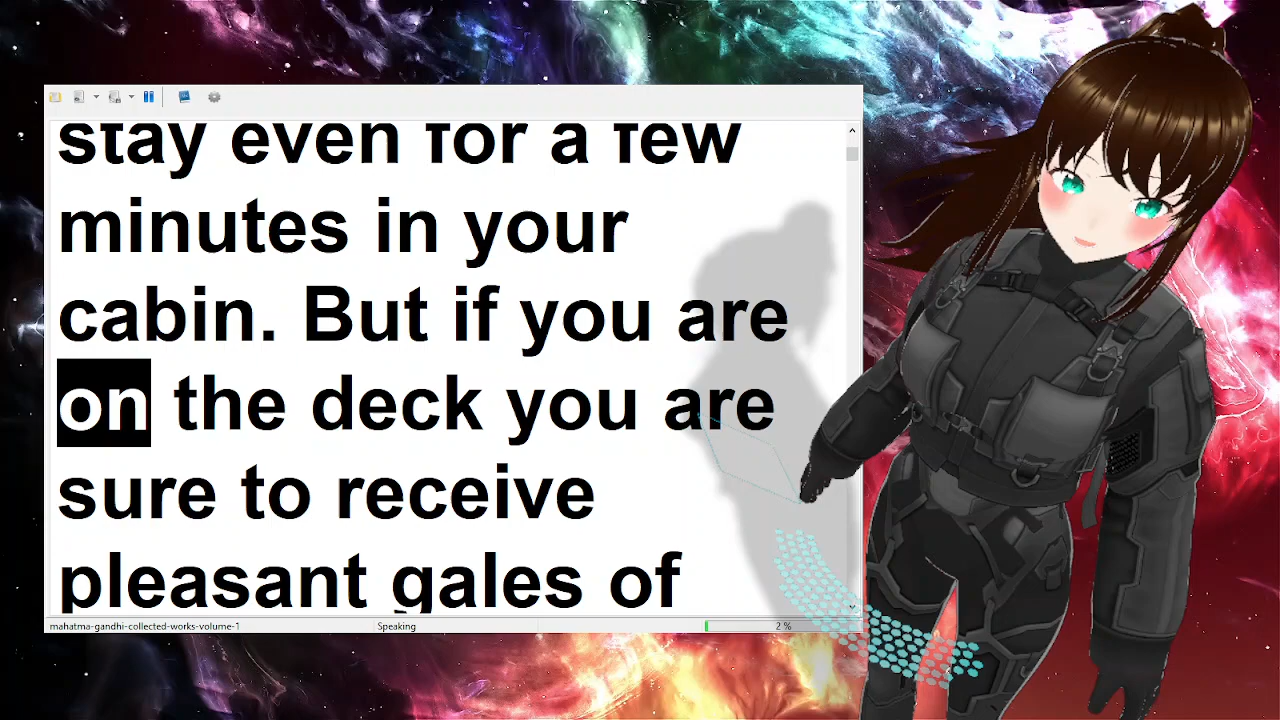 stay even for a few
minutes in your
cabin. But if you are
on the deck you are
sure to receive
pleasant gales of
mahatma-gandhi-collected-works-volume-1 Speaking 2 %